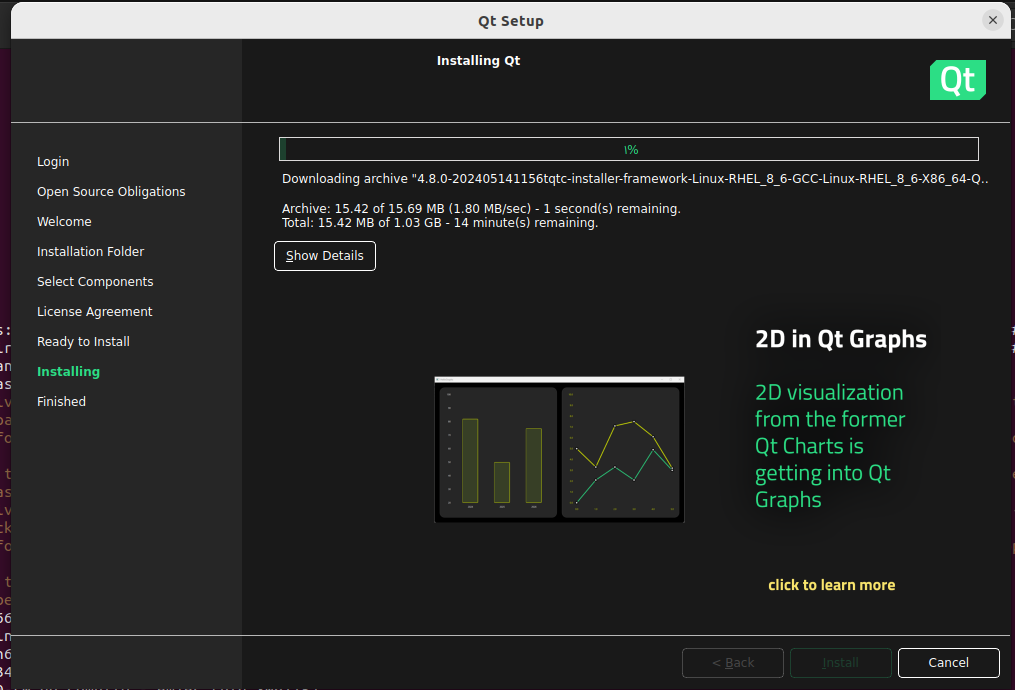 Qt Setup
Installing Qt
Qt
Login
Open Source Obligations
Welcome
Installation Folder
Select Components
License Agreement
Ready to Install
Installing
Finished
۱%
Downloading archive "4.8.0-202405141156tqtc-installer-framework-Linux-RHEL_8_6-GCC-Linux-RHEL_8_6-X86_64-Q..
Archive: 15.42 of 15.69 MB (1.80 MB/sec) - 1 second(s) remaining.
Total: 15.42 MB of 1.03 GB - 14 minute(s) remaining.
Show Details
2D in Qt Graphs
2D visualization
from the former
Qt Charts is
getting into Qt
Graphs
click to learn more
< Back
Install
Cancel